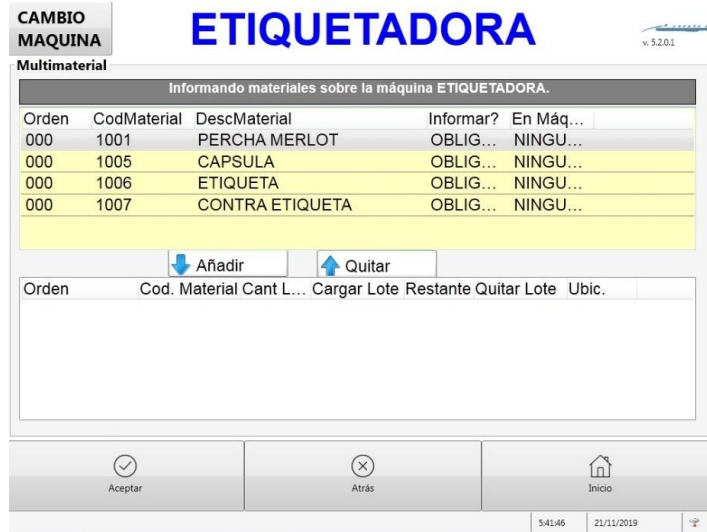 CAMBIO
MAQUINA
ETIQUETADORA
v. 5.2.0.1
Multimaterial
Informando materiales sobre la máquina ETIQUETADORA.
Orden CodMaterial DescMaterial Informar? En Máq...
000 1001 PERCHA MERLOT OBLIG... NINGU...
000 1005 CAPSULA OBLIG... NINGU...
000 1006 ETIQUETA OBLIG... NINGU...
000 1007 CONTRA ETIQUETA OBLIG... NINGU...
Añadir Quitar
Orden Cod. Material Cant L... Cargar Lote Restante Quitar Lote Ubic.
Aceptar Atrás Inicio
5:41:46 21/11/2019